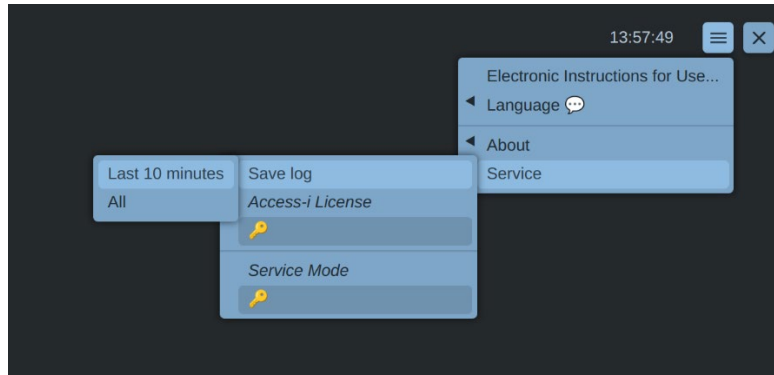 13:57:49
Electronic Instructions for Use...
Language 💬
About
Service
Save log
Access-i License
🔑
Service Mode
🔑
Last 10 minutes
All